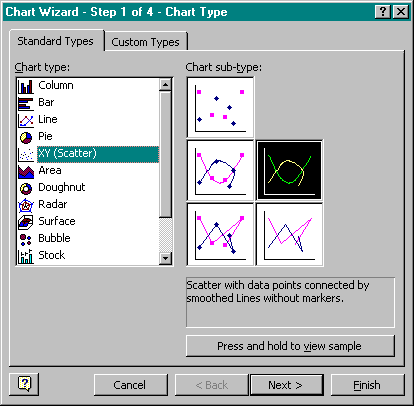 Chart Wizard - Step 1 of 4 - Chart Type
Standard Types
Custom Types
Chart type:
Column
Bar
Line
Pie
XY (Scatter)
Area
Doughnut
Radar
Surface
Bubble
Stock
Chart sub-type:
Scatter with data points connected by
smoothed Lines without markers.
Press and hold to view sample
Cancel
< Back
Next >
Finish